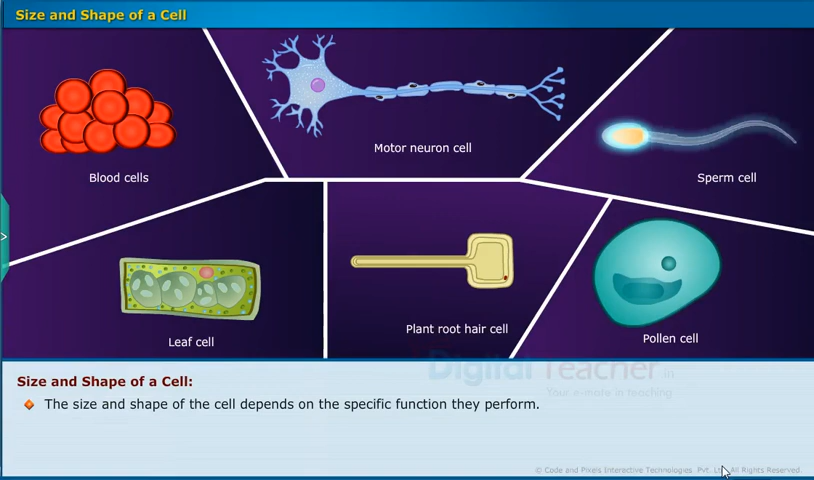 Size and Shape of a Cell
Motor neuron cell
Blood cells
Sperm cell
Leaf cell
Plant root hair cell
Pollen cell
Digital Teacher.in
Your e-mate in teaching
Size and Shape of a Cell:
The size and shape of the cell depends on the specific function they perform.
© Code and Pixels Interactive Technologies. Pvt. Ltd. All Rights Reserved.
>